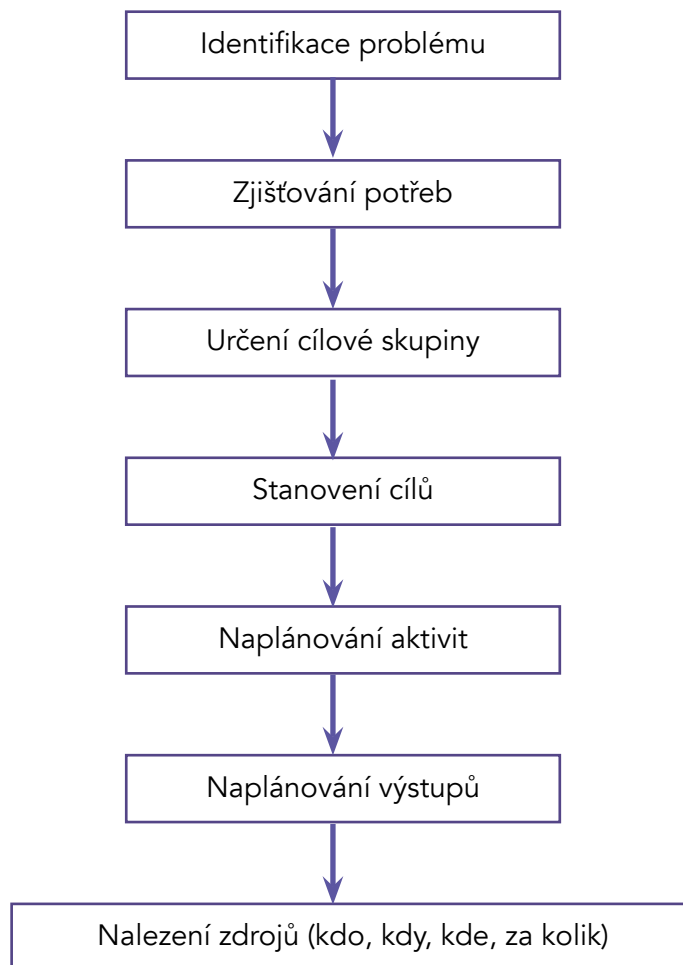 Identifikace problému
Zjišťování potřeb
Určení cílové skupiny
Stanovení cílů
Naplánování aktivit
Naplánování výstupů
Nalezení zdrojů (kdo, kdy, kde, za kolik)